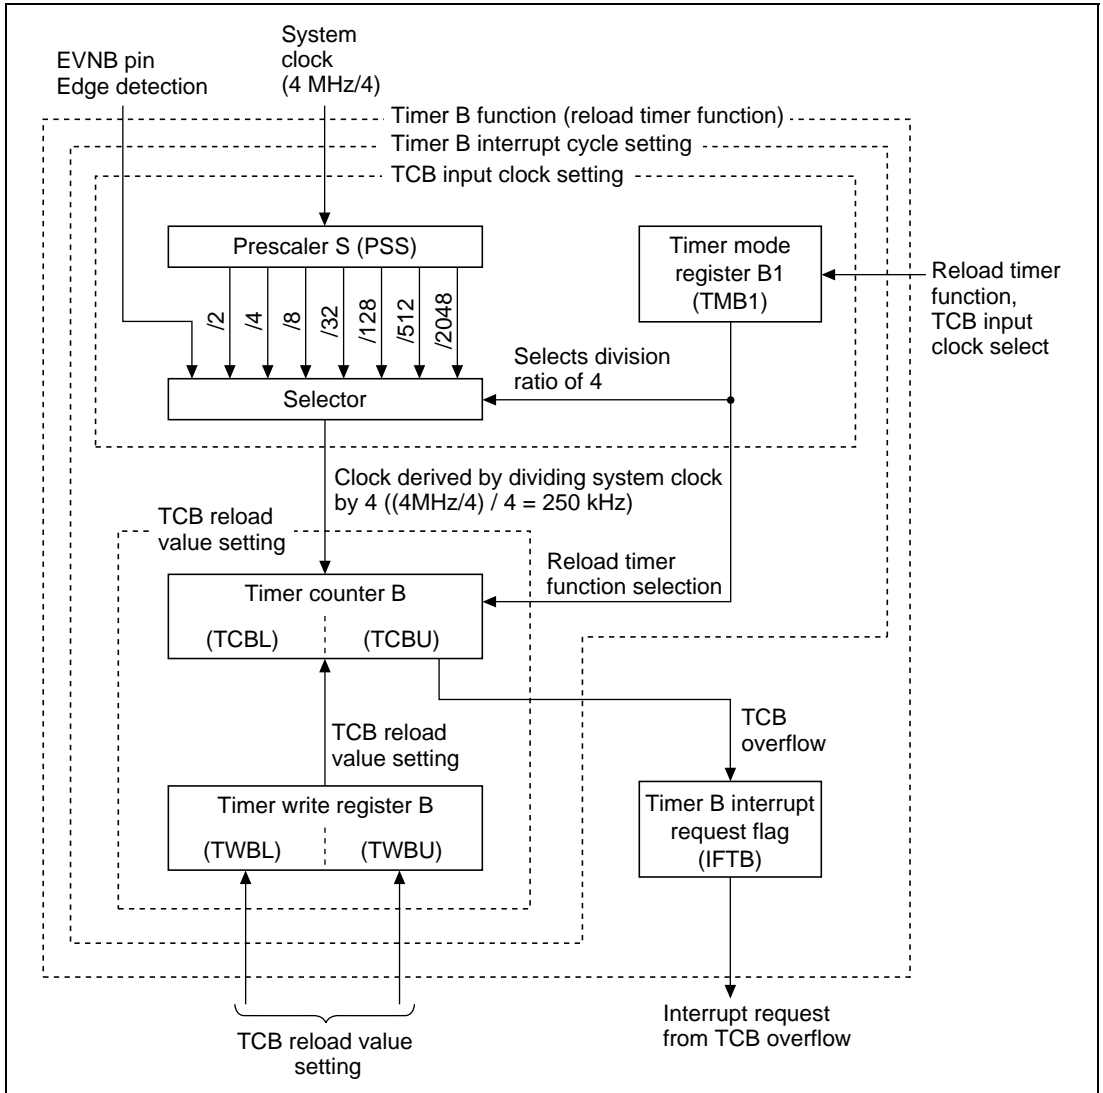 System
clock
(4 MHz/4)
EVNB pin
Edge detection
Timer B function (reload timer function)
Timer B interrupt cycle setting
TCB input clock setting
Prescaler S (PSS)
Timer mode
register B1
(TMB1)
Reload timer
function,
TCB input
clock select
/2
/4
/8
/32
/128
/512
/2048
Selects division
ratio of 4
Selector
Clock derived by dividing system clock
by 4 ((4MHz/4) / 4 = 250 kHz)
TCB reload
value setting
Timer counter B
(TCBL) (TCBU)
Reload timer
function selection
TCB reload
value setting
TCB
overflow
Timer write register B
(TWBL) (TWBU)
Timer B interrupt
request flag
(IFTB)
TCB reload value
setting
Interrupt request
from TCB overflow